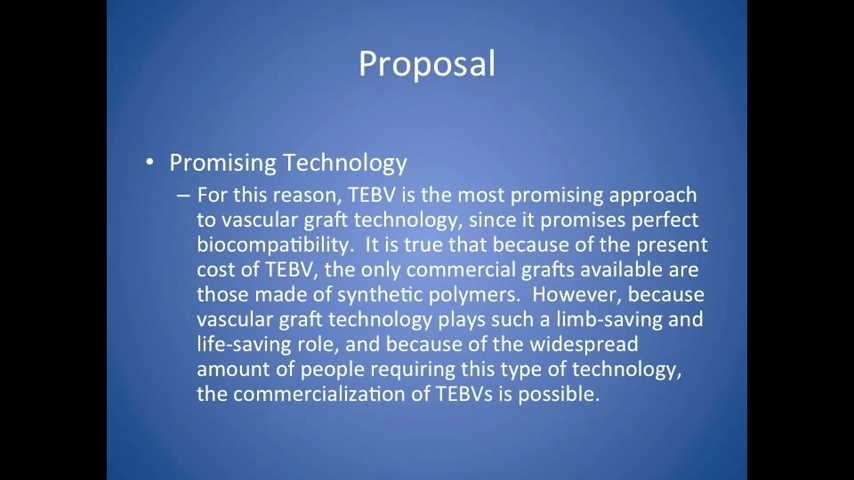 Proposal
• Promising Technology
– For this reason, TEBV is the most promising approach
to vascular graft technology, since it promises perfect
biocompatibility.  It is true that because of the present
cost of TEBV, the only commercial grafts available are
those made of synthetic polymers.  However, because
vascular graft technology plays such a limb-saving and
life-saving role, and because of the widespread
amount of people requiring this type of technology,
the commercialization of TEBVs is possible.